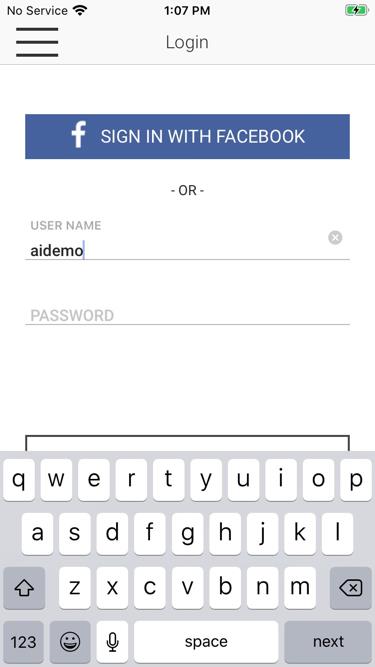 No Service 1:07 PM
Login
f SIGN IN WITH FACEBOOK
- OR -
USER NAME
aidemo
PASSWORD
q w e r t y u i o p
a s d f g h j k l
z x c v b n m
123 space next